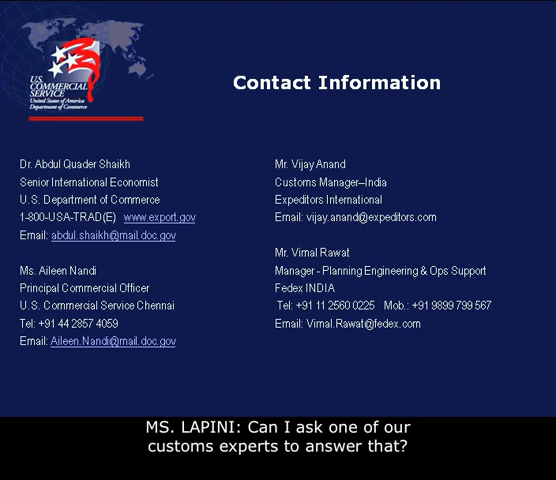 U.S.
COMMERCIAL
SERVICE
United States of America
Department of Commerce
Contact Information
Dr. Abdul Quader Shaikh
Senior International Economist
U.S. Department of Commerce
1-800-USA-TRAD(E) www.export.gov
Email: abdul.shaikh@mail.doc.gov
Ms. Aileen Nandi
Principal Commercial Officer
U.S. Commercial Service Chennai
Tel: +91 44 2857 4059
Email: Aileen.Nandi@mail.doc.gov
Mr. Vijay Anand
Customs Manager–India
Expeditors International
Email: vijay.anand@expeditors.com
Mr. Vimal Rawat
Manager - Planning Engineering & Ops Support
Fedex INDIA
Tel: +91 11 2560 0225 Mob.: +91 9899 799 567
Email: Vimal.Rawat@fedex.com
MS. LAPINI: Can I ask one of our
customs experts to answer that?